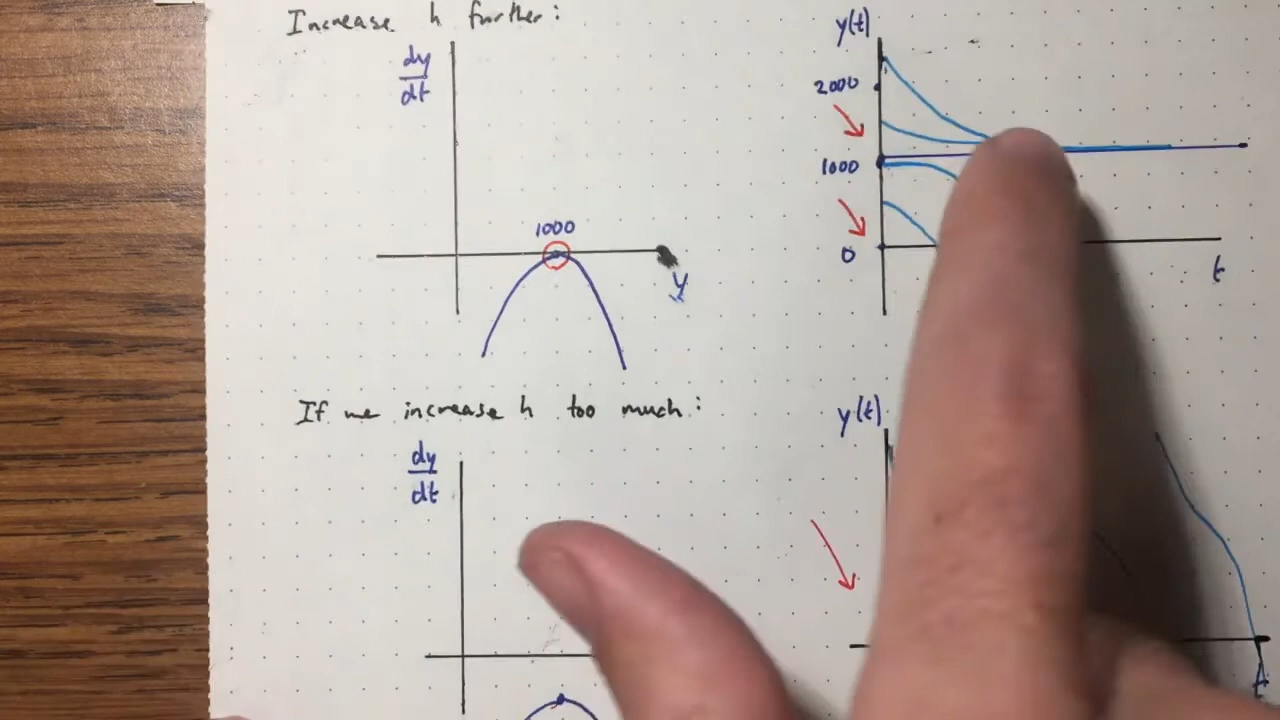 Increase h further:
dy
dt
1000
y
y(t)
2000
1000
0
t
If we increase h too much:
dy
dt
y(t)
t